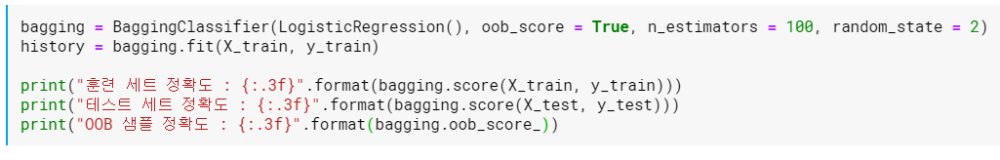 bagging = BaggingClassifier(LogisticRegression(), oob_score = True, n_estimators = 100, random_state = 2)
history = bagging.fit(X_train, y_train)
print("훈련 세트 정확도 : {:.3f}".format(bagging.score(X_train, y_train)))
print("테스트 세트 정확도 : {:.3f}".format(bagging.score(X_test, y_test)))
print("OOB 샘플 정확도 : {:.3f}".format(bagging.oob_score_))